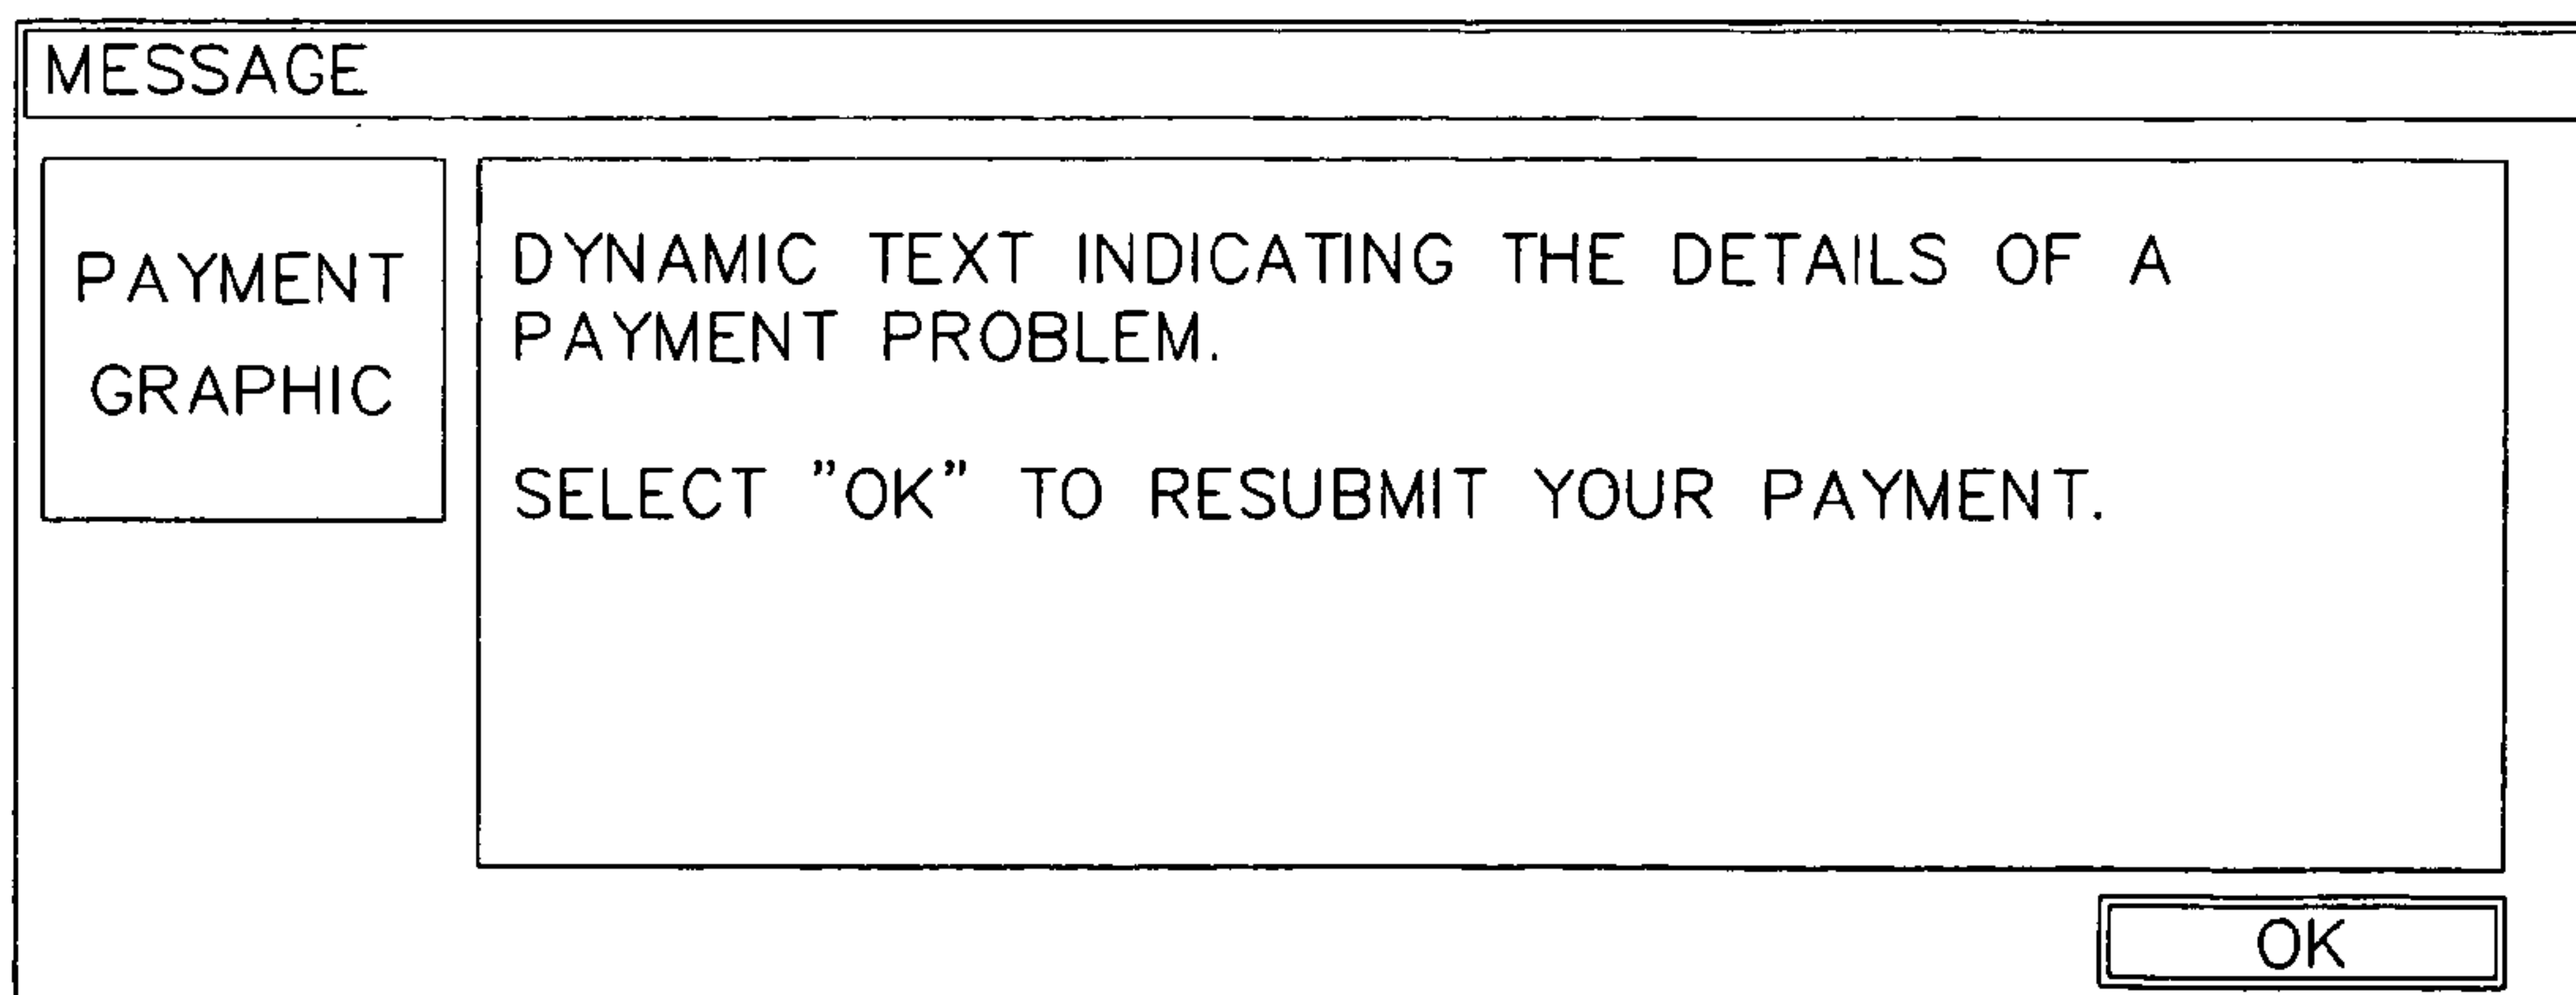 MESSAGE
PAYMENT
GRAPHIC
DYNAMIC TEXT INDICATING THE DETAILS OF A
PAYMENT PROBLEM.
SELECT "OK" TO RESUBMIT YOUR PAYMENT.
OK